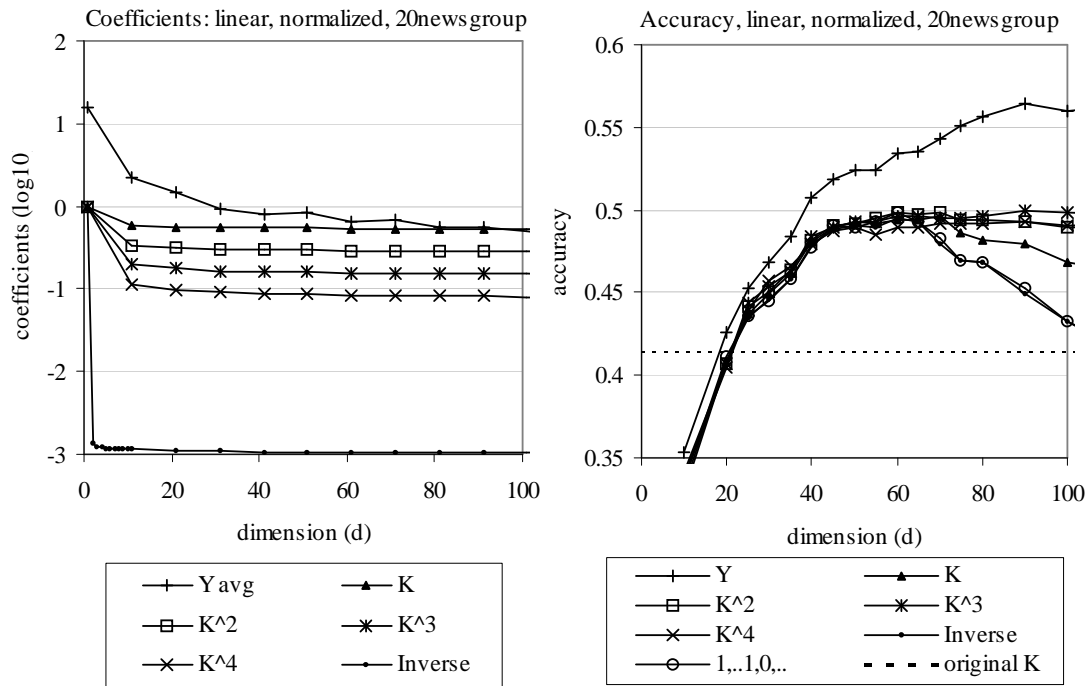 Coefficients: linear, normalized, 20newsgroup
2
1
-0
-1
-2
-3
coefficients (log10
0 20 40 60 80 100
dimension (d)
Y avg K
K^2 K^3
K^4 Inverse
Accuracy, linear, normalized, 20newsgroup
0.6
0.55
0.5
0.45
0.4
0.35
accuracy
0 20 40 60 80 100
dimension (d)
Y K
K^2 K^3
K^4 Inverse
1,..1,0,.. original K